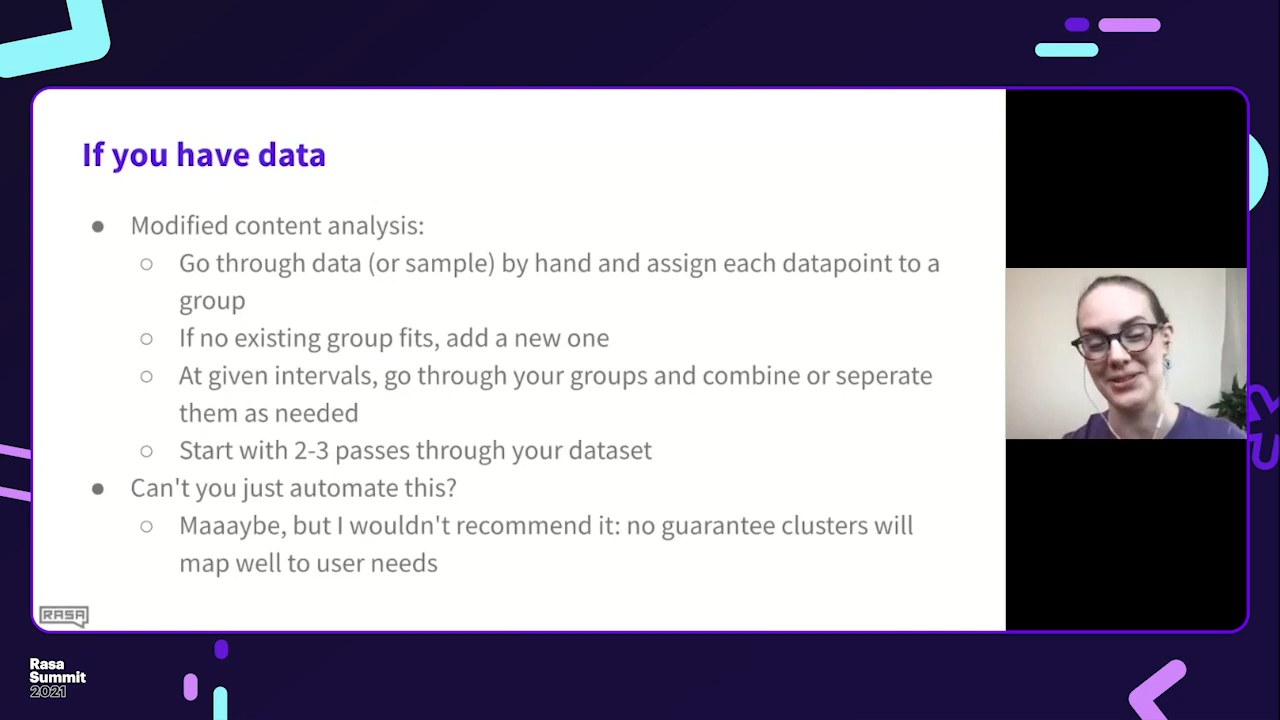 If you have data
● Modified content analysis:
○ Go through data (or sample) by hand and assign each datapoint to a
group
○ If no existing group fits, add a new one
○ At given intervals, go through your groups and combine or seperate
them as needed
○ Start with 2-3 passes through your dataset
● Can't you just automate this?
○ Maaaybe, but I wouldn't recommend it: no guarantee clusters will
map well to user needs
RASA
Rasa
Summit
2021